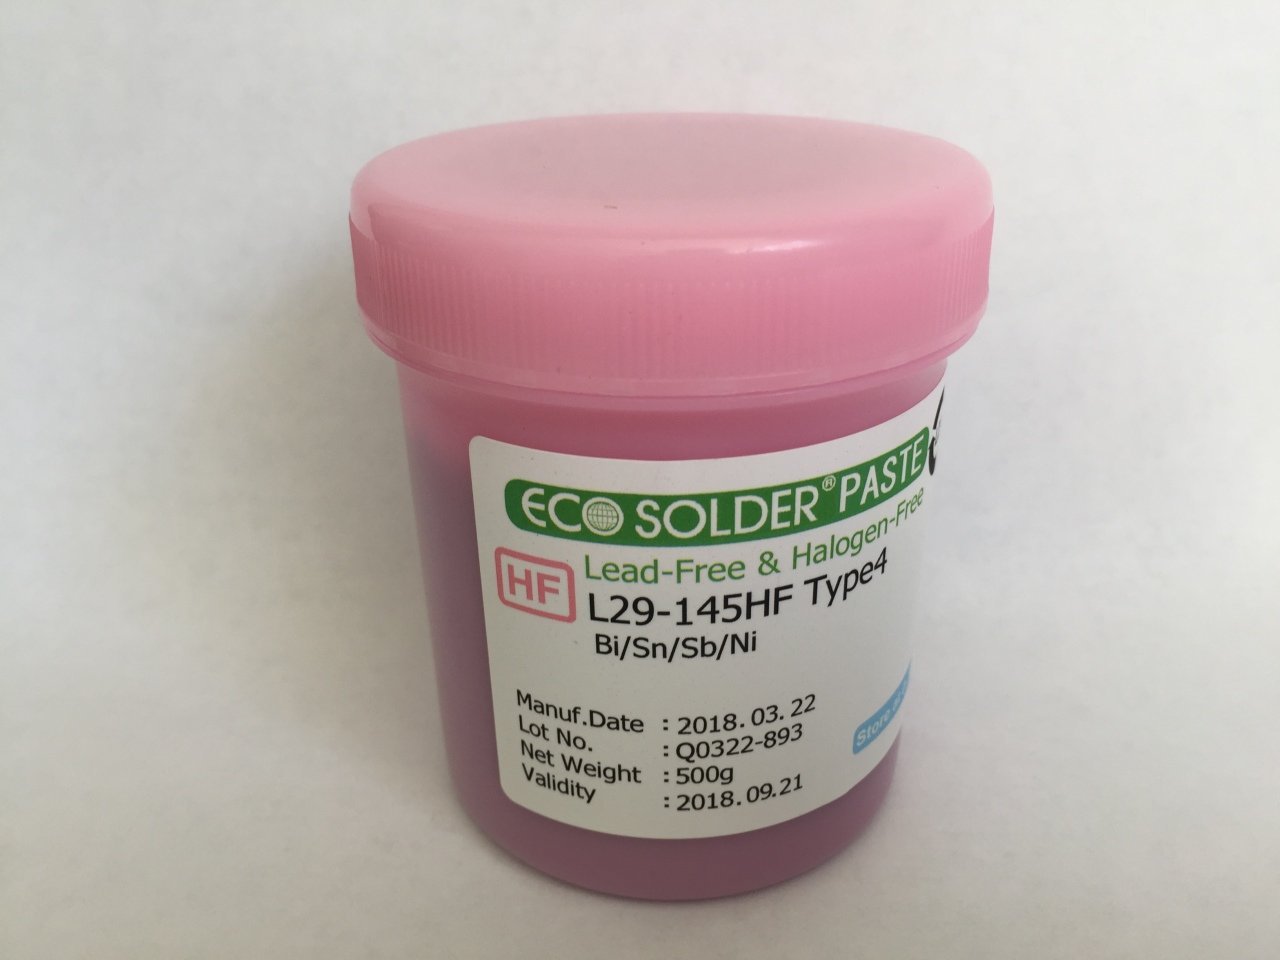 ECO SOLDER® PASTE
Lead-Free & Halogen-Free
HF
L29-145HF Type4
Bi/Sn/Sb/Ni
Manuf.Date : 2018.03.22
Lot No. : Q0322-893
Net Weight : 500g
Validity : 2018.09.21
Store